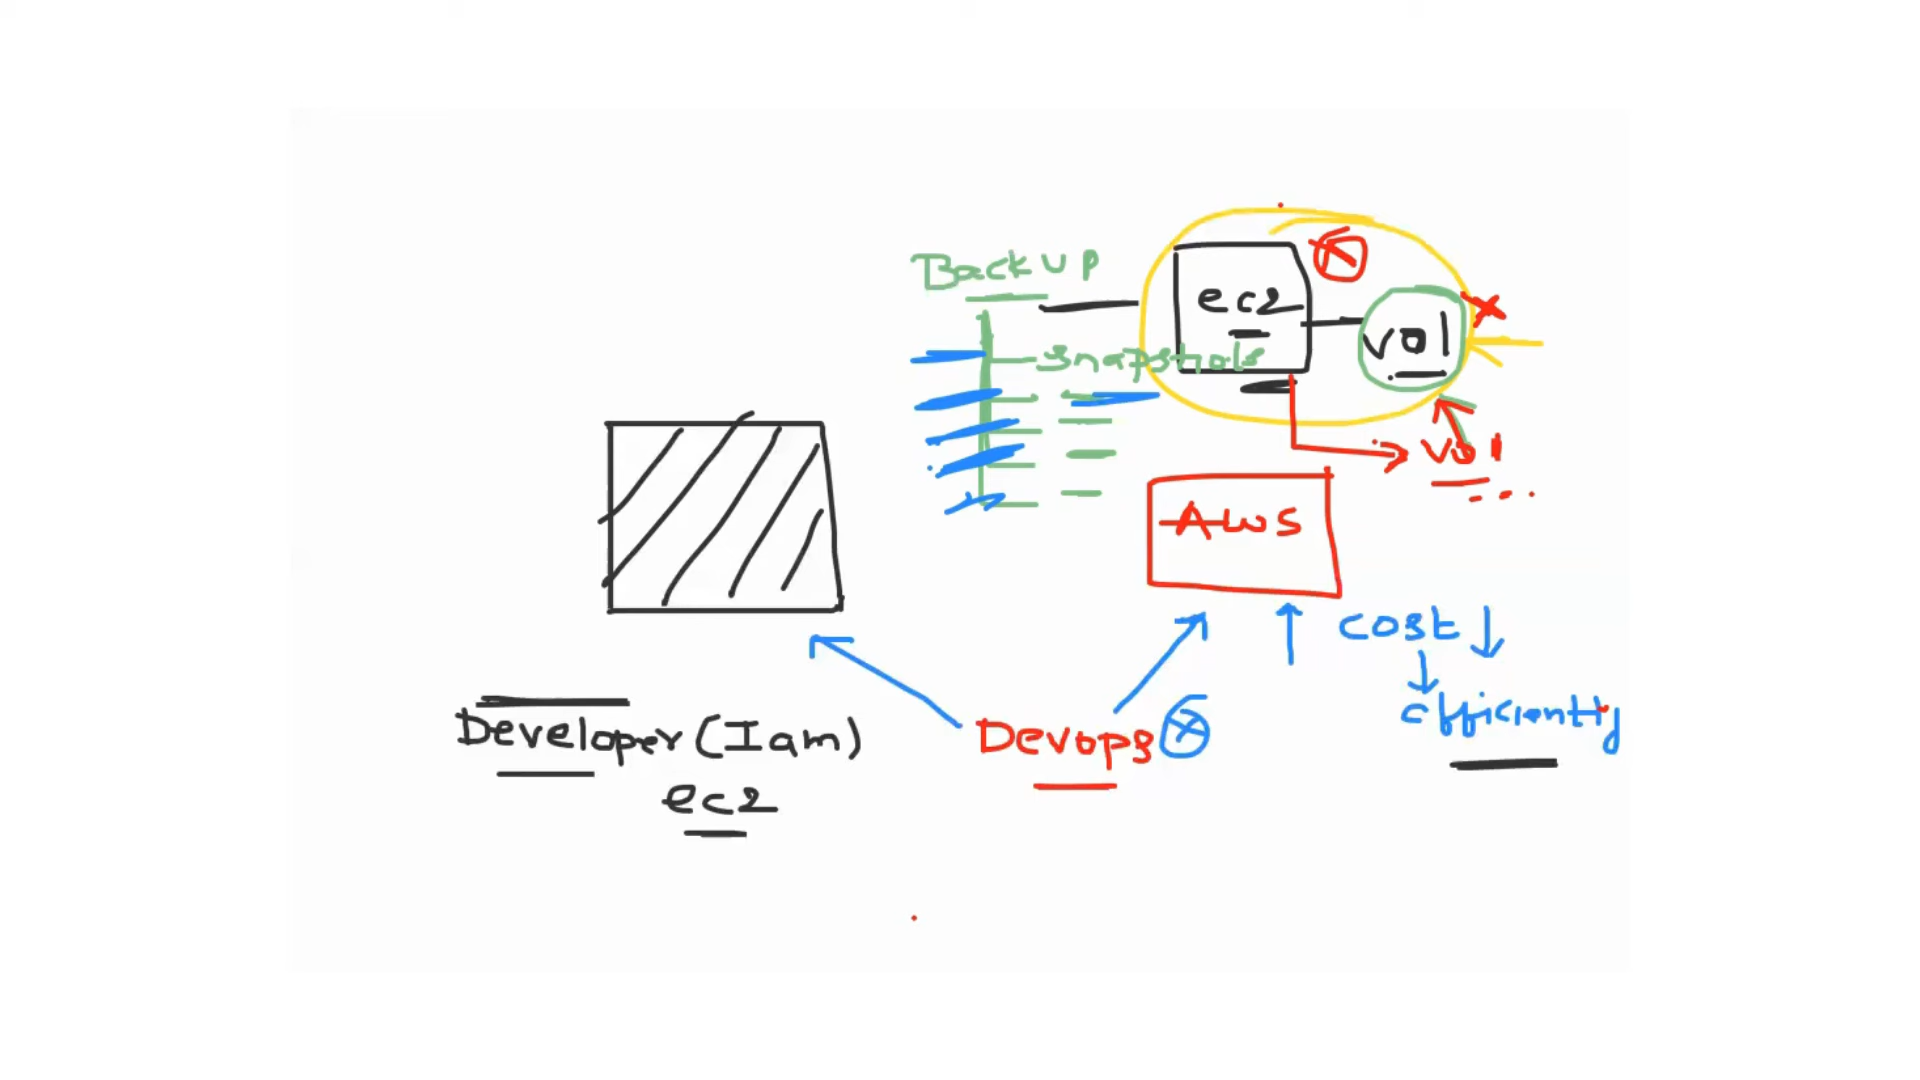 Backup
ec2
vol
Snapshots
vol
AWS
cost
efficiently
Developer (Iam)
Devops
ec2